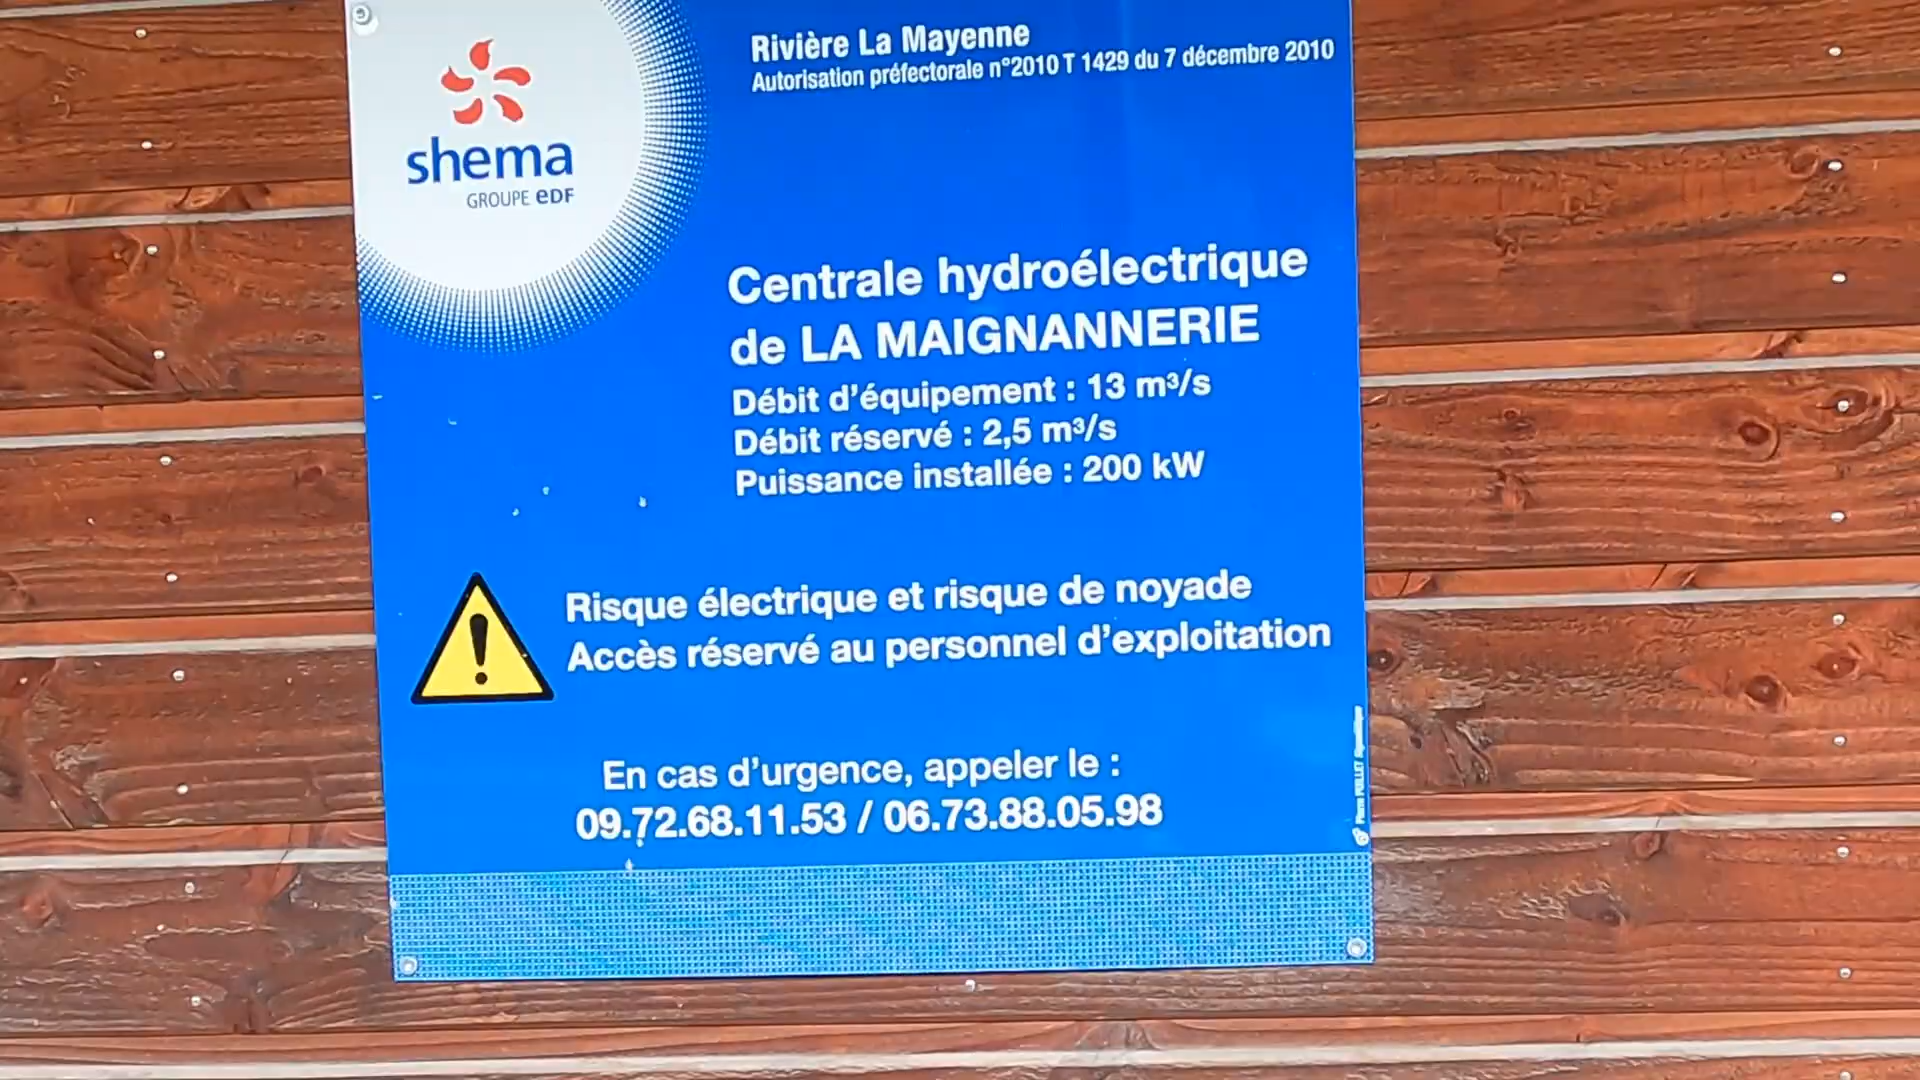 Rivière La Mayenne
Autorisation préfectorale n°2010 T 1429 du 7 décembre 2010
shema
GROUPE eDF
Centrale hydroélectrique
de LA MAIGNANNERIE
Débit d'équipement : 13 m³/s
Débit réservé : 2,5 m³/s
Puissance installée : 200 kW
Risque électrique et risque de noyade
Accès réservé au personnel d'exploitation
En cas d'urgence, appeler le :
09.72.68.11.53 / 06.73.88.05.98